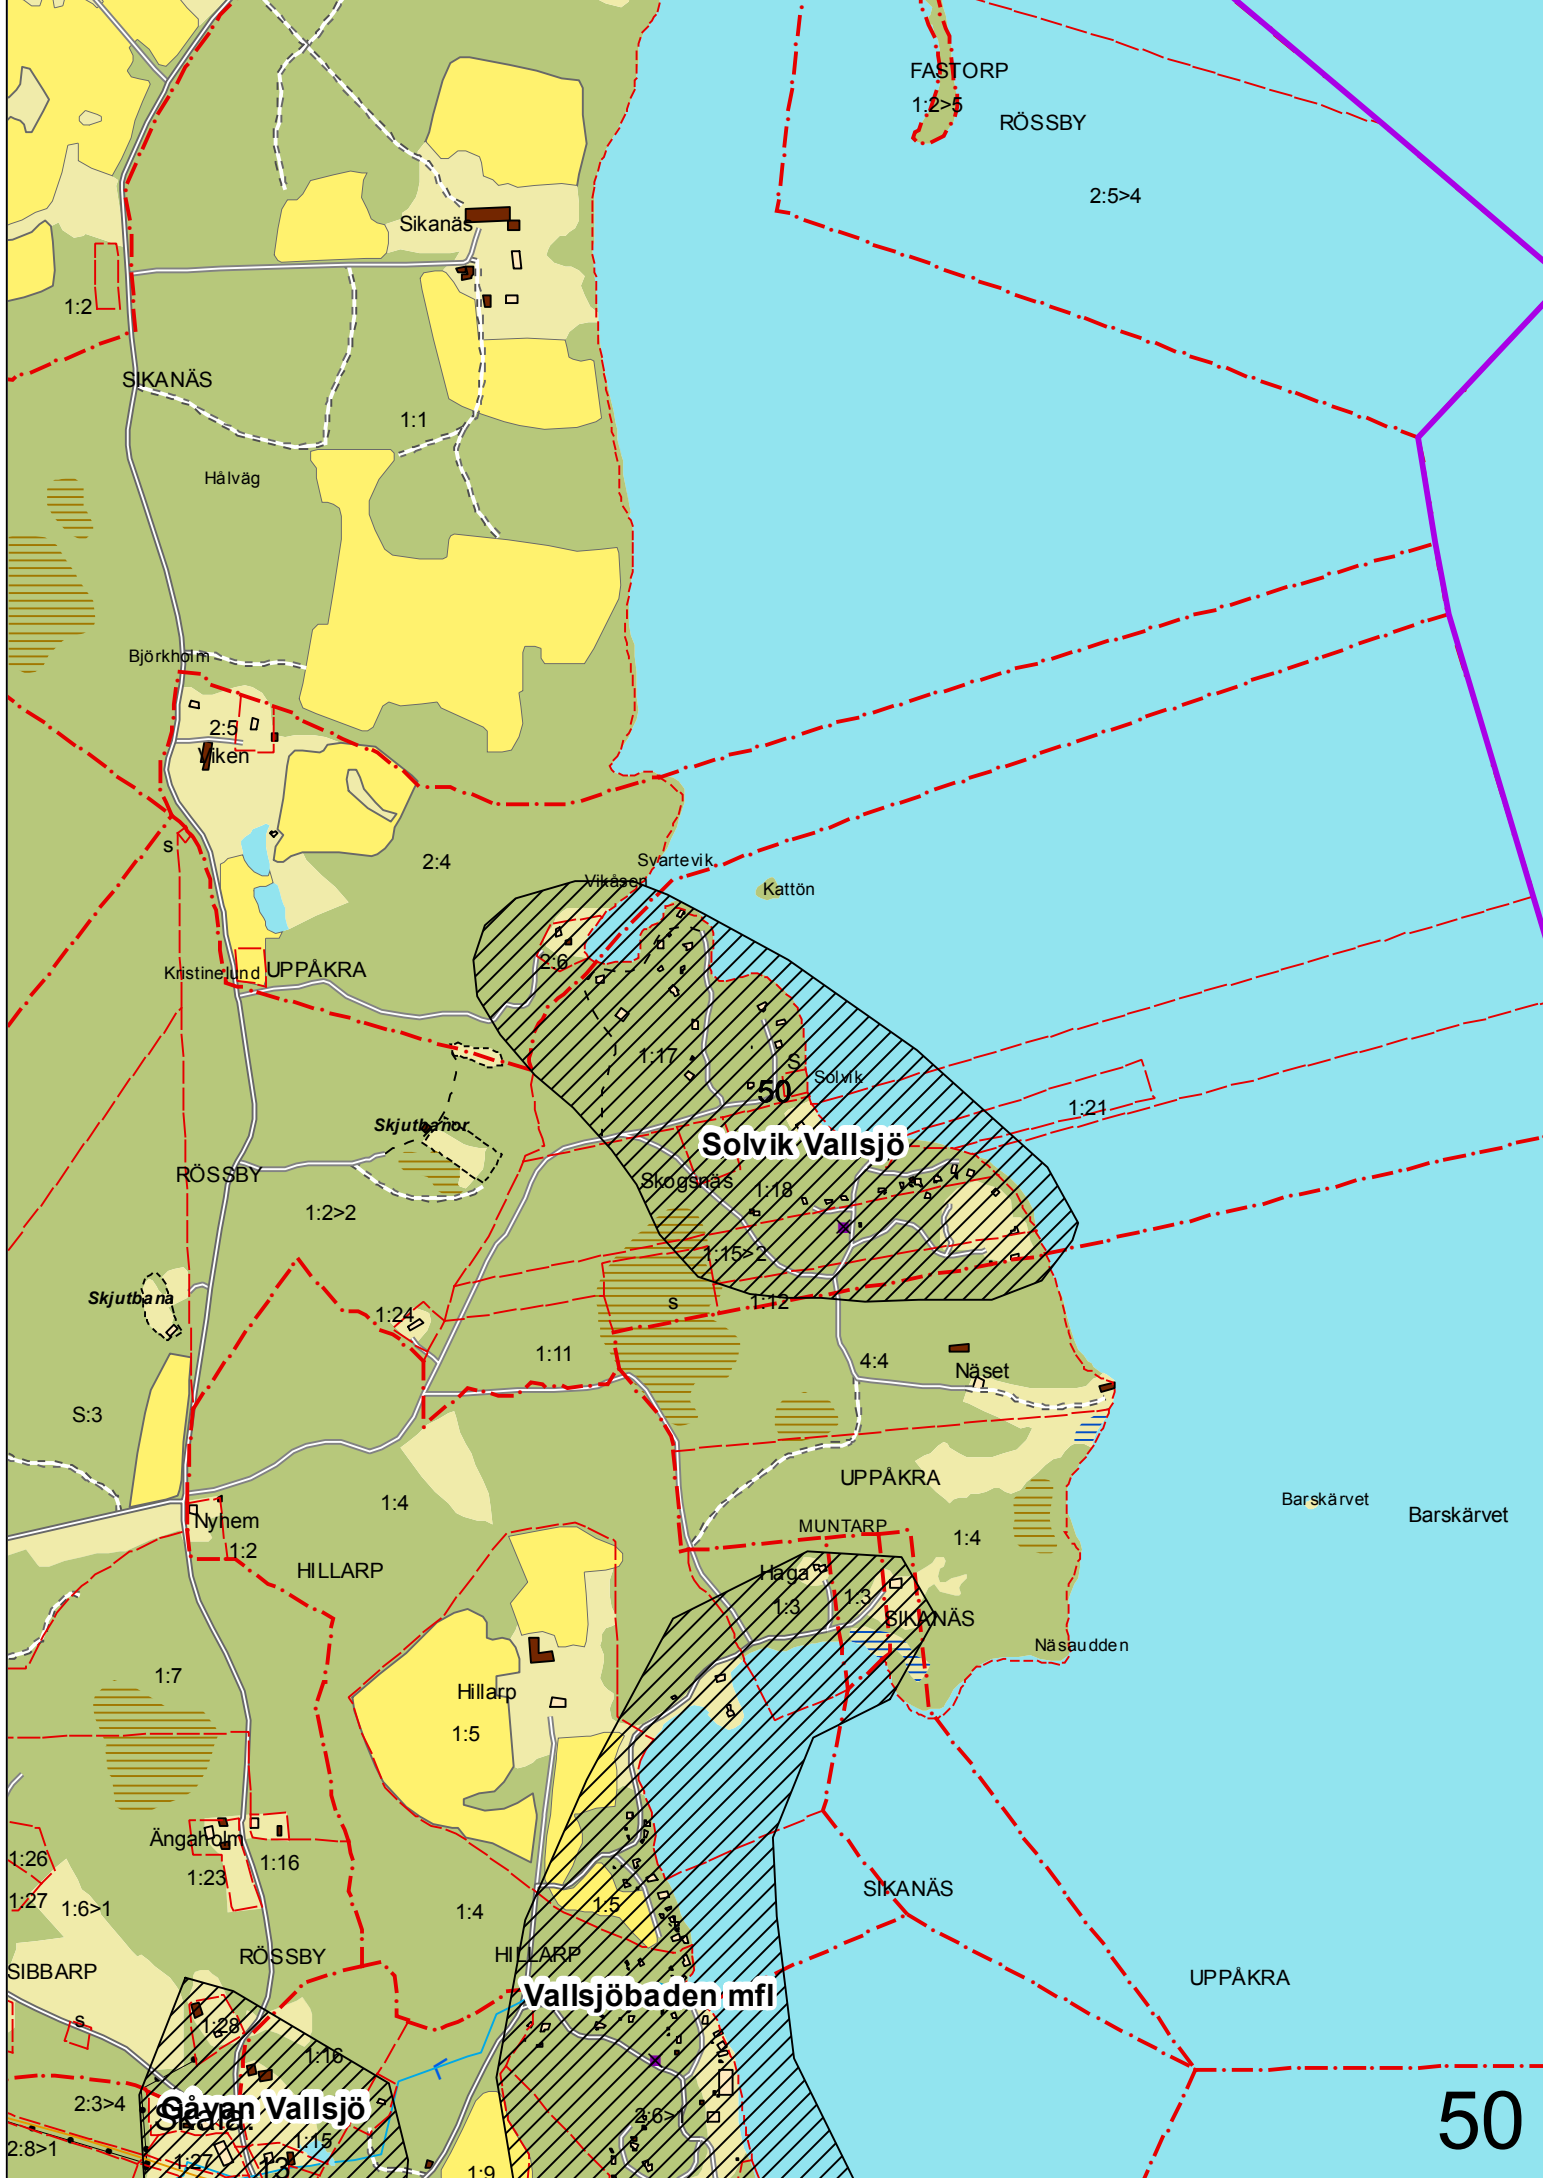 FASTORP
1:2>5
RÖSSBY
2:5>4
Sikanäs
1:2
SIKANÄS
1:1
Hålväg
Björkholm
2:5
Viken
s
2:4
Svartevik
Vikåsen
Kattön
2:6
Kristinelund
UPPÅKRA
1:17
S
Solvik
50
1:21
Skjutbanor
Solvik Vallsjö
RÖSSBY
Skogsnäs
1:18
1:2>2
1:15>2
Skjutbana
s
1:12
1:24
1:11
4:4
Näset
S:3
UPPÅKRA
1:4
Barskärvet
Barskärvet
Nyhem
MUNTARP
1:4
1:2
HILLARP
Haga
1:3
1:3
SIKANÄS
Näsaudden
1:7
Hillarp
1:5
Ängaholm
1:26
1:23
1:16
1:27
1:6>1
1:4
1:5
SIKANÄS
RÖSSBY
HILLARP
SIBBARP
UPPÅKRA
Vallsjöbaden mfl
s
1:28
1:16
2:3>4
Gåvan Vallsjö
2:6>1
50
2:8>1
1:15
1:27
13
1:9